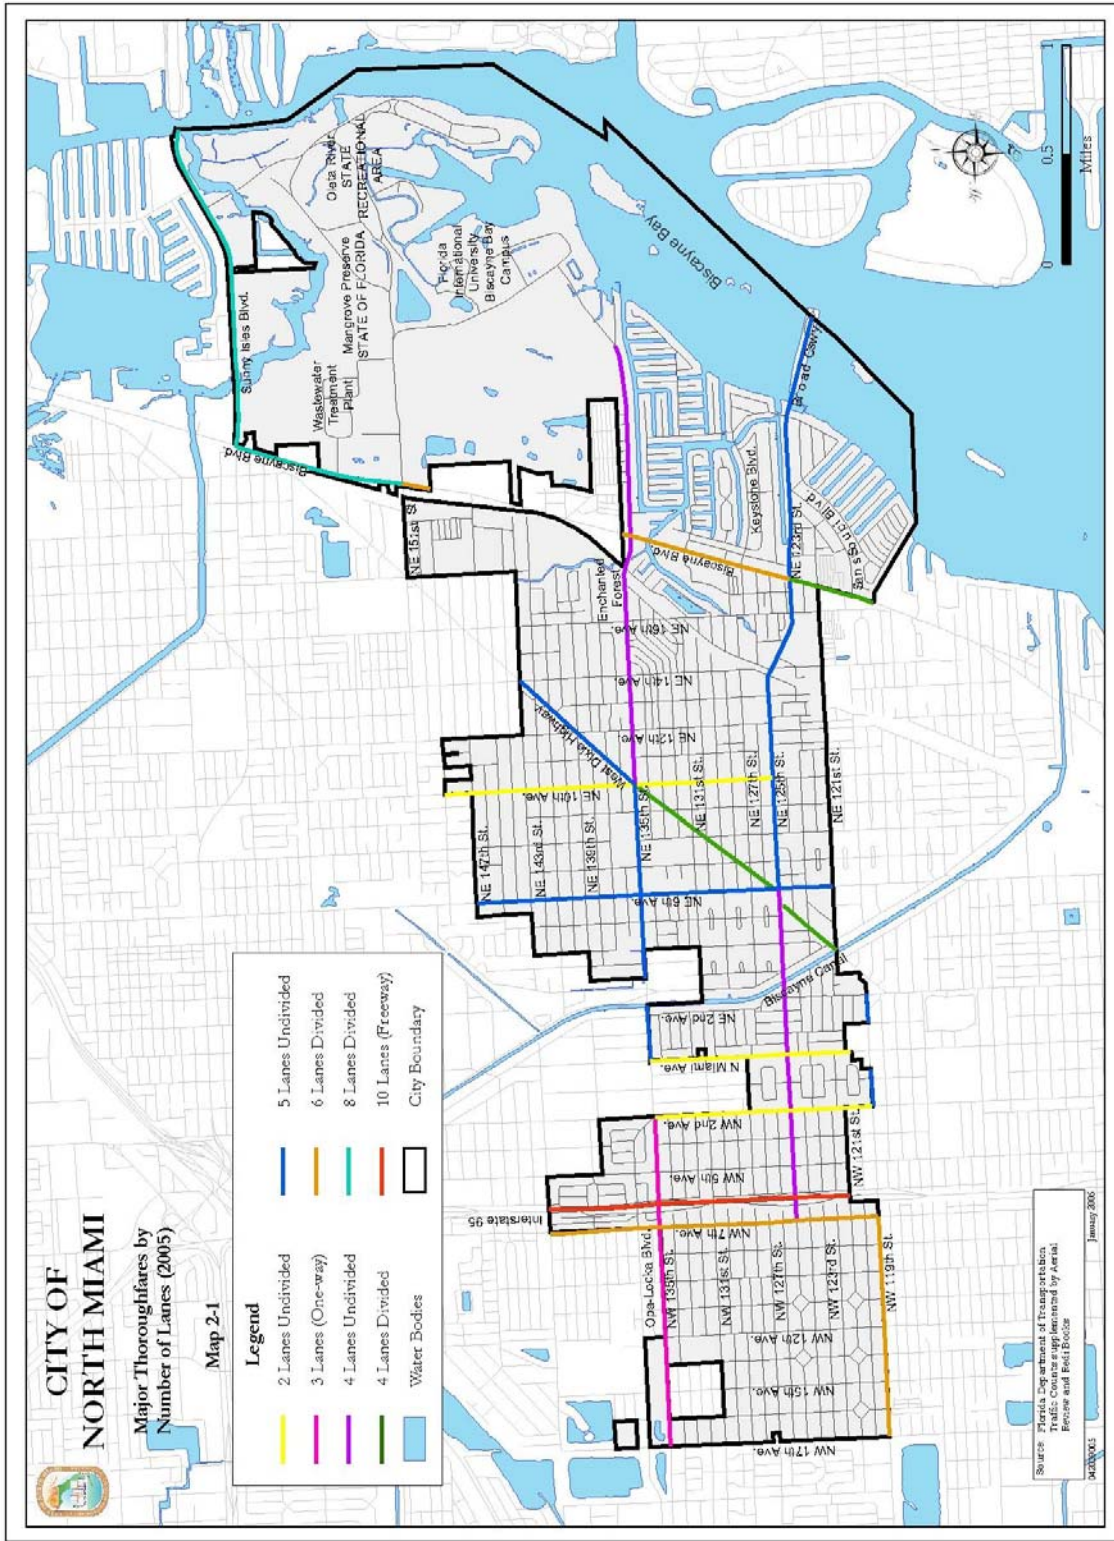 CITY OF
NORTH MIAMI
Major Thoroughfares by
Number of Lanes (2005)
Map 2-1
Legend
2 Lanes Undivided
3 Lanes (One-way)
4 Lanes Undivided
4 Lanes Divided
Water Bodies
5 Lanes Undivided
6 Lanes Divided
8 Lanes Divided
10 Lanes (Freeway)
City Boundary
Sunny Isles Blvd.
Biscayne Blvd.
Wastewater
Treatment
Plant
Mangrove Preserve
STATE OF FLORIDA
Oleta River
STATE
RECREATIONAL
AREA
Florida
International
University
Biscayne Bay
Campus
Biscayne Bay
NE 151st St.
Enchanted
Forest
Biscayne Blvd.
Keystone Blvd.
NE 123rd St.
Broad Cswy
Sans Souci Blvd
NE 16th Ave.
NE 14th Ave.
NE 12th Ave.
West Dixie Highway
NE 10th Ave.
NE 147th St.
NE 143rd St.
NE 139th St.
NE 135th St.
NE 131st St.
NE 127th St.
NE 125th St.
NE 121st St.
NE 6th Ave.
Biscayne Canal
NE 2nd Ave.
N Miami Ave.
NW 2nd Ave.
NW 5th Ave.
NW 121st St.
Interstate 95
NW 7th Ave.
Opa-Locka Blvd.
NW 135th St.
NW 131st St.
NW 127th St.
NW 123rd St.
NW 119th St.
NW 12th Ave.
NW 15th Ave.
NW 17th Ave.
0 0.5 1
Miles
Source: Florida Department of Transportation
Traffic Counts supplemented by Aerial
Review and Redi Books
January 2006